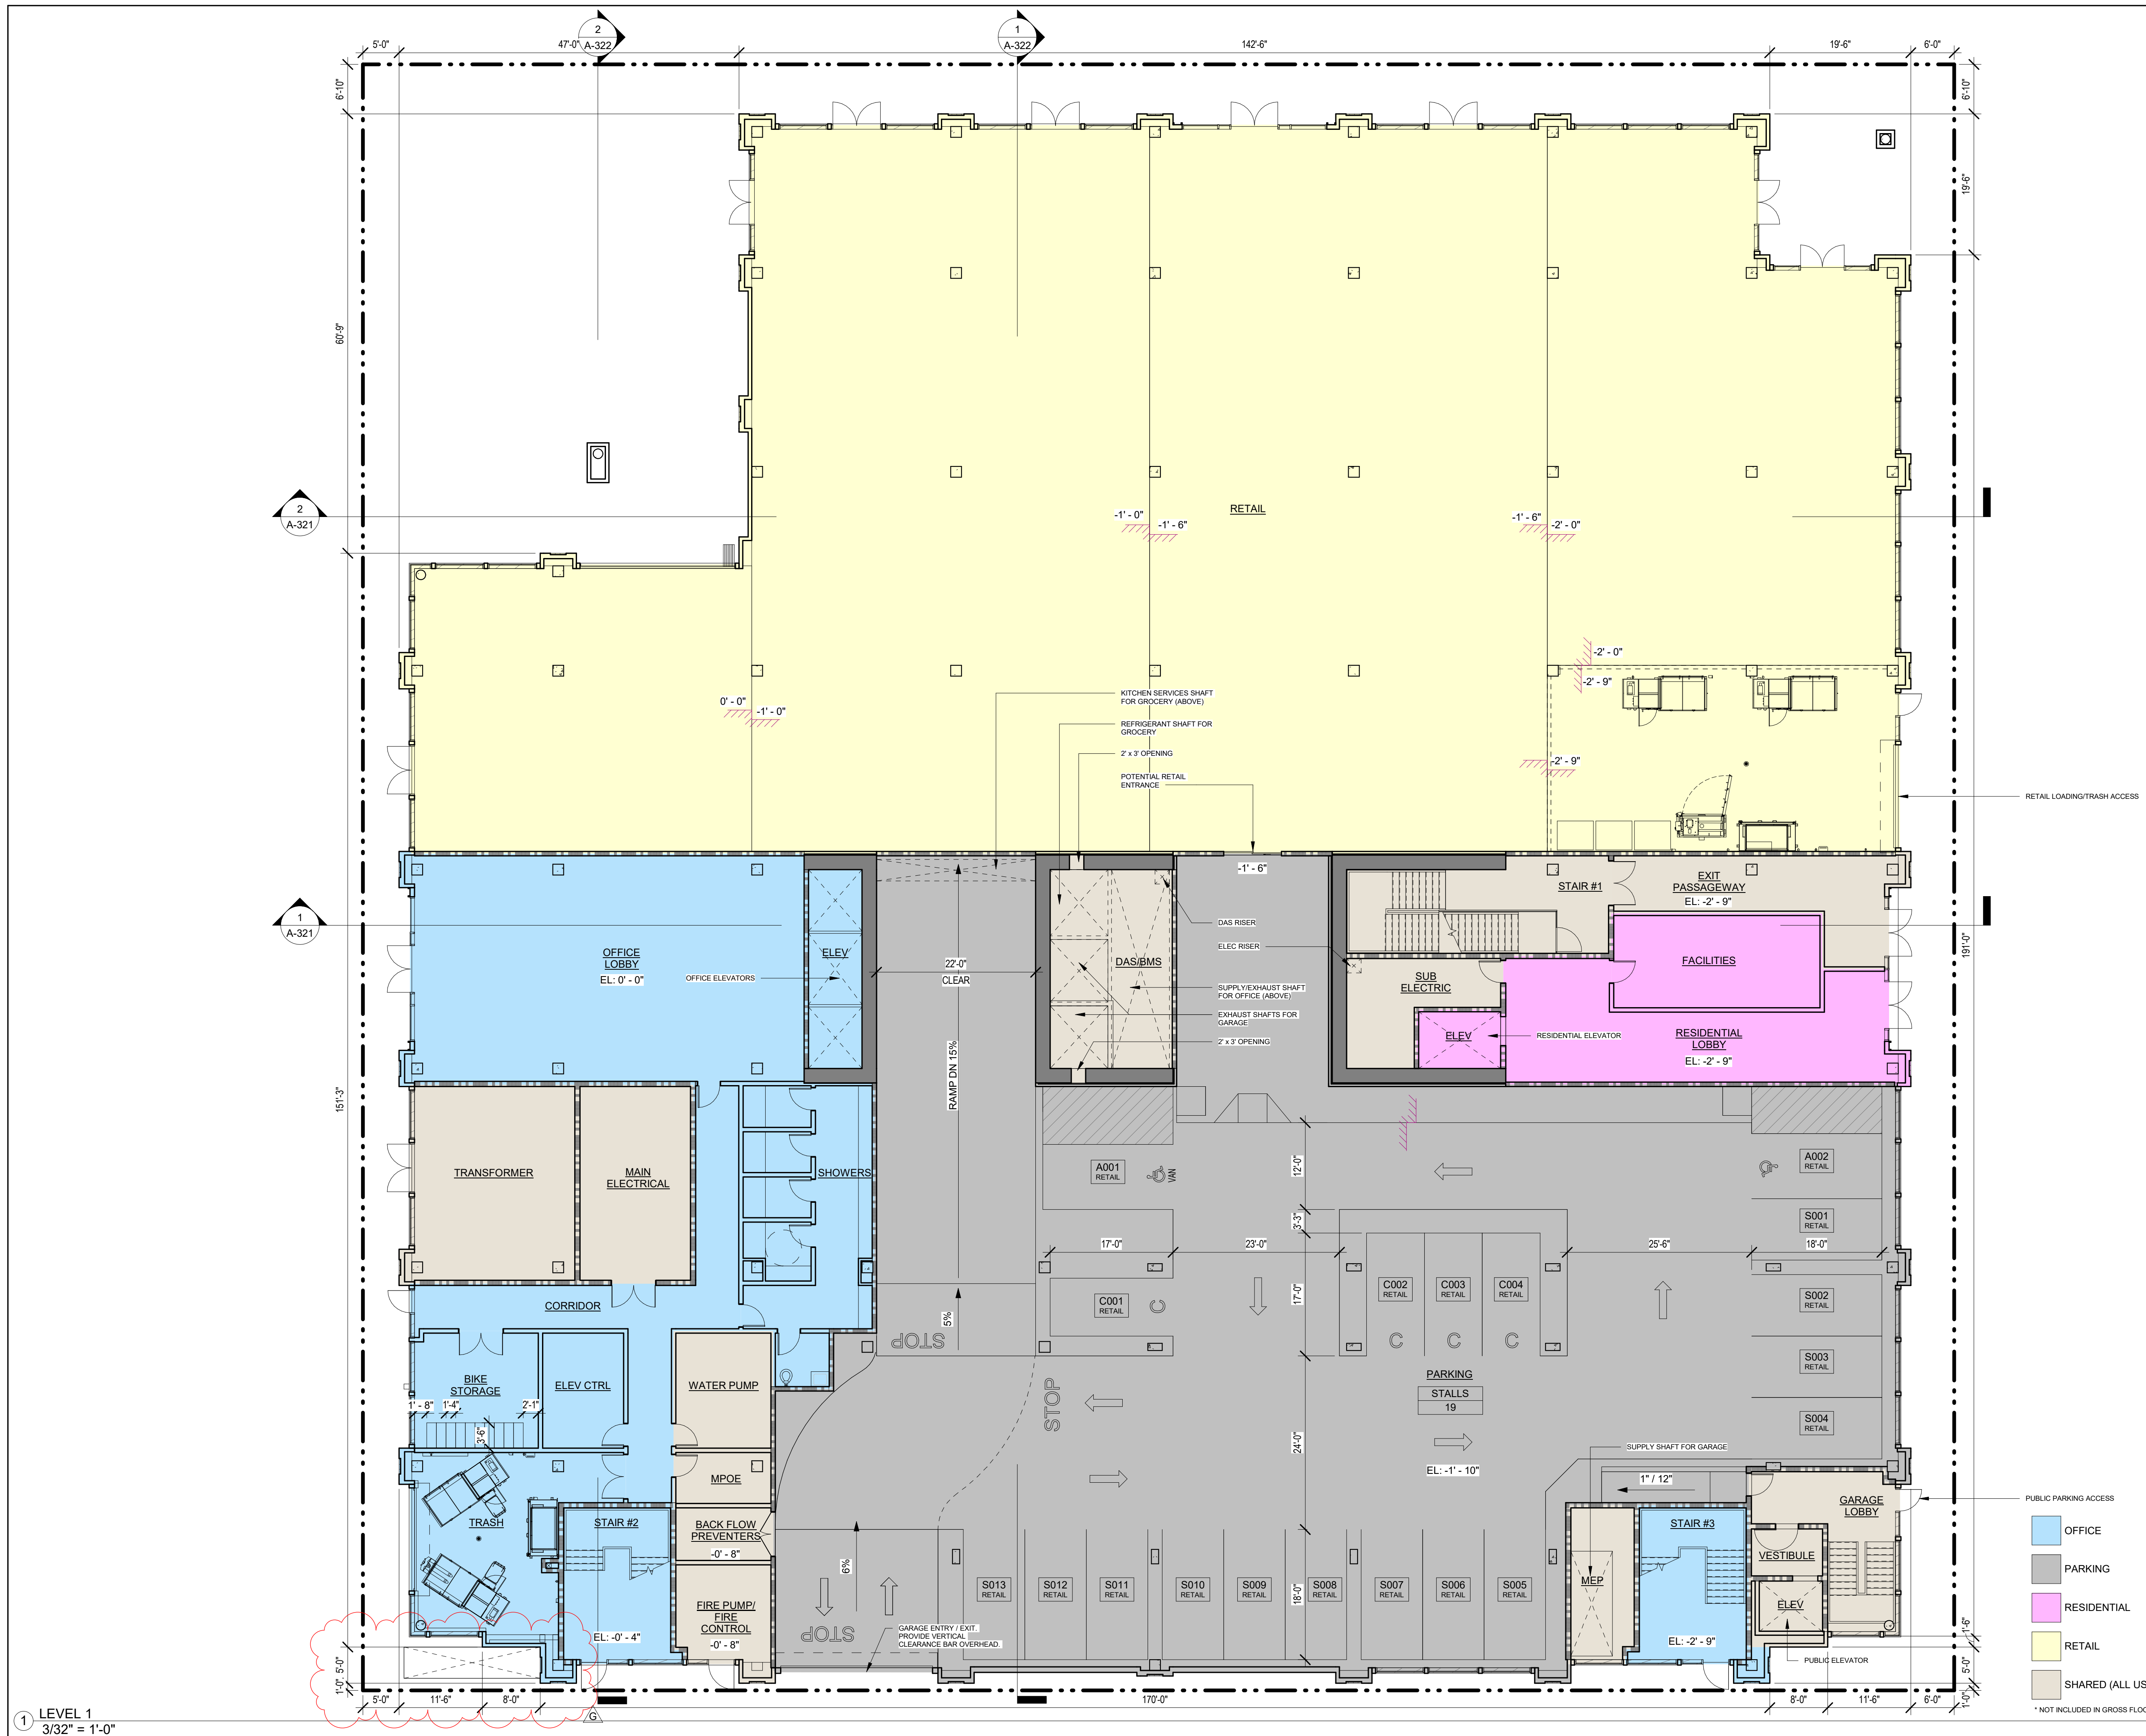 2
A-322
1
A-322
5'-0"
47'-0"
142'-6"
19'-6"
6'-0"
6'-10"
6'-10"
19'-6"
60'-9"
2
A-321
RETAIL
-1' - 0"
-1' - 6"
-1' - 6"
-2' - 0"
-2' - 0"
-2' - 9"
0' - 0"
-1' - 0"
-2' - 9"
KITCHEN SERVICES SHAFT
FOR GROCERY (ABOVE)
REFRIGERANT SHAFT FOR
GROCERY
2' x 3' OPENING
POTENTIAL RETAIL
ENTRANCE
RETAIL LOADING/TRASH ACCESS
-1' - 6"
1
A-321
OFFICE
LOBBY
EL: 0' - 0"
OFFICE ELEVATORS
ELEV
22'-0"
CLEAR
RAMP DN 15%
DAS/BMS
DAS RISER
ELEC RISER
SUPPLY/EXHAUST SHAFT
FOR OFFICE (ABOVE)
EXHAUST SHAFTS FOR
GARAGE
2' x 3' OPENING
STAIR #1
EXIT
PASSAGEWAY
EL: -2' - 9"
FACILITIES
SUB
ELECTRIC
ELEV
RESIDENTIAL ELEVATOR
RESIDENTIAL
LOBBY
EL: -2' - 9"
191'-0"
151'-3"
TRANSFORMER
MAIN
ELECTRICAL
SHOWERS
A001
RETAIL
VAN
12'-0"
A002
RETAIL
3'-3"
S001
RETAIL
17'-0"
23'-0"
25'-6"
18'-0"
CORRIDOR
5%
STOP
C001
RETAIL
C
17'-0"
C002
RETAIL
C003
RETAIL
C004
RETAIL
C
C
C
S002
RETAIL
S003
RETAIL
S004
RETAIL
BIKE
STORAGE
1' - 8"
1'-4"
2'-1"
3'-6"
ELEV CTRL
WATER PUMP
STOP
PARKING
STALLS
19
24'-0"
EL: -1' - 10"
SUPPLY SHAFT FOR GARAGE
1" / 12"
MPOE
TRASH
STAIR #2
EL: -0' - 4"
BACK FLOW
PREVENTERS
-0' - 8"
FIRE PUMP/
FIRE
CONTROL
-0' - 8"
6%
STOP
GARAGE ENTRY / EXIT.
PROVIDE VERTICAL
CLEARANCE BAR OVERHEAD.
S013
RETAIL
S012
RETAIL
S011
RETAIL
S010
RETAIL
S009
RETAIL
18'-0"
S008
RETAIL
S007
RETAIL
S006
RETAIL
S005
RETAIL
MEP
STAIR #3
EL: -2' - 9"
GARAGE
LOBBY
VESTIBULE
ELEV
PUBLIC ELEVATOR
PUBLIC PARKING ACCESS
OFFICE
PARKING
RESIDENTIAL
RETAIL
SHARED (ALL US
* NOT INCLUDED IN GROSS FLOO
1'-6"
5'-0"
1'-0"
5'-0"
1'-0"
5'-0"
11'-6"
8'-0"
170'-0"
8'-0"
11'-6"
6'-0"
G
1
LEVEL 1
3/32" = 1'-0"